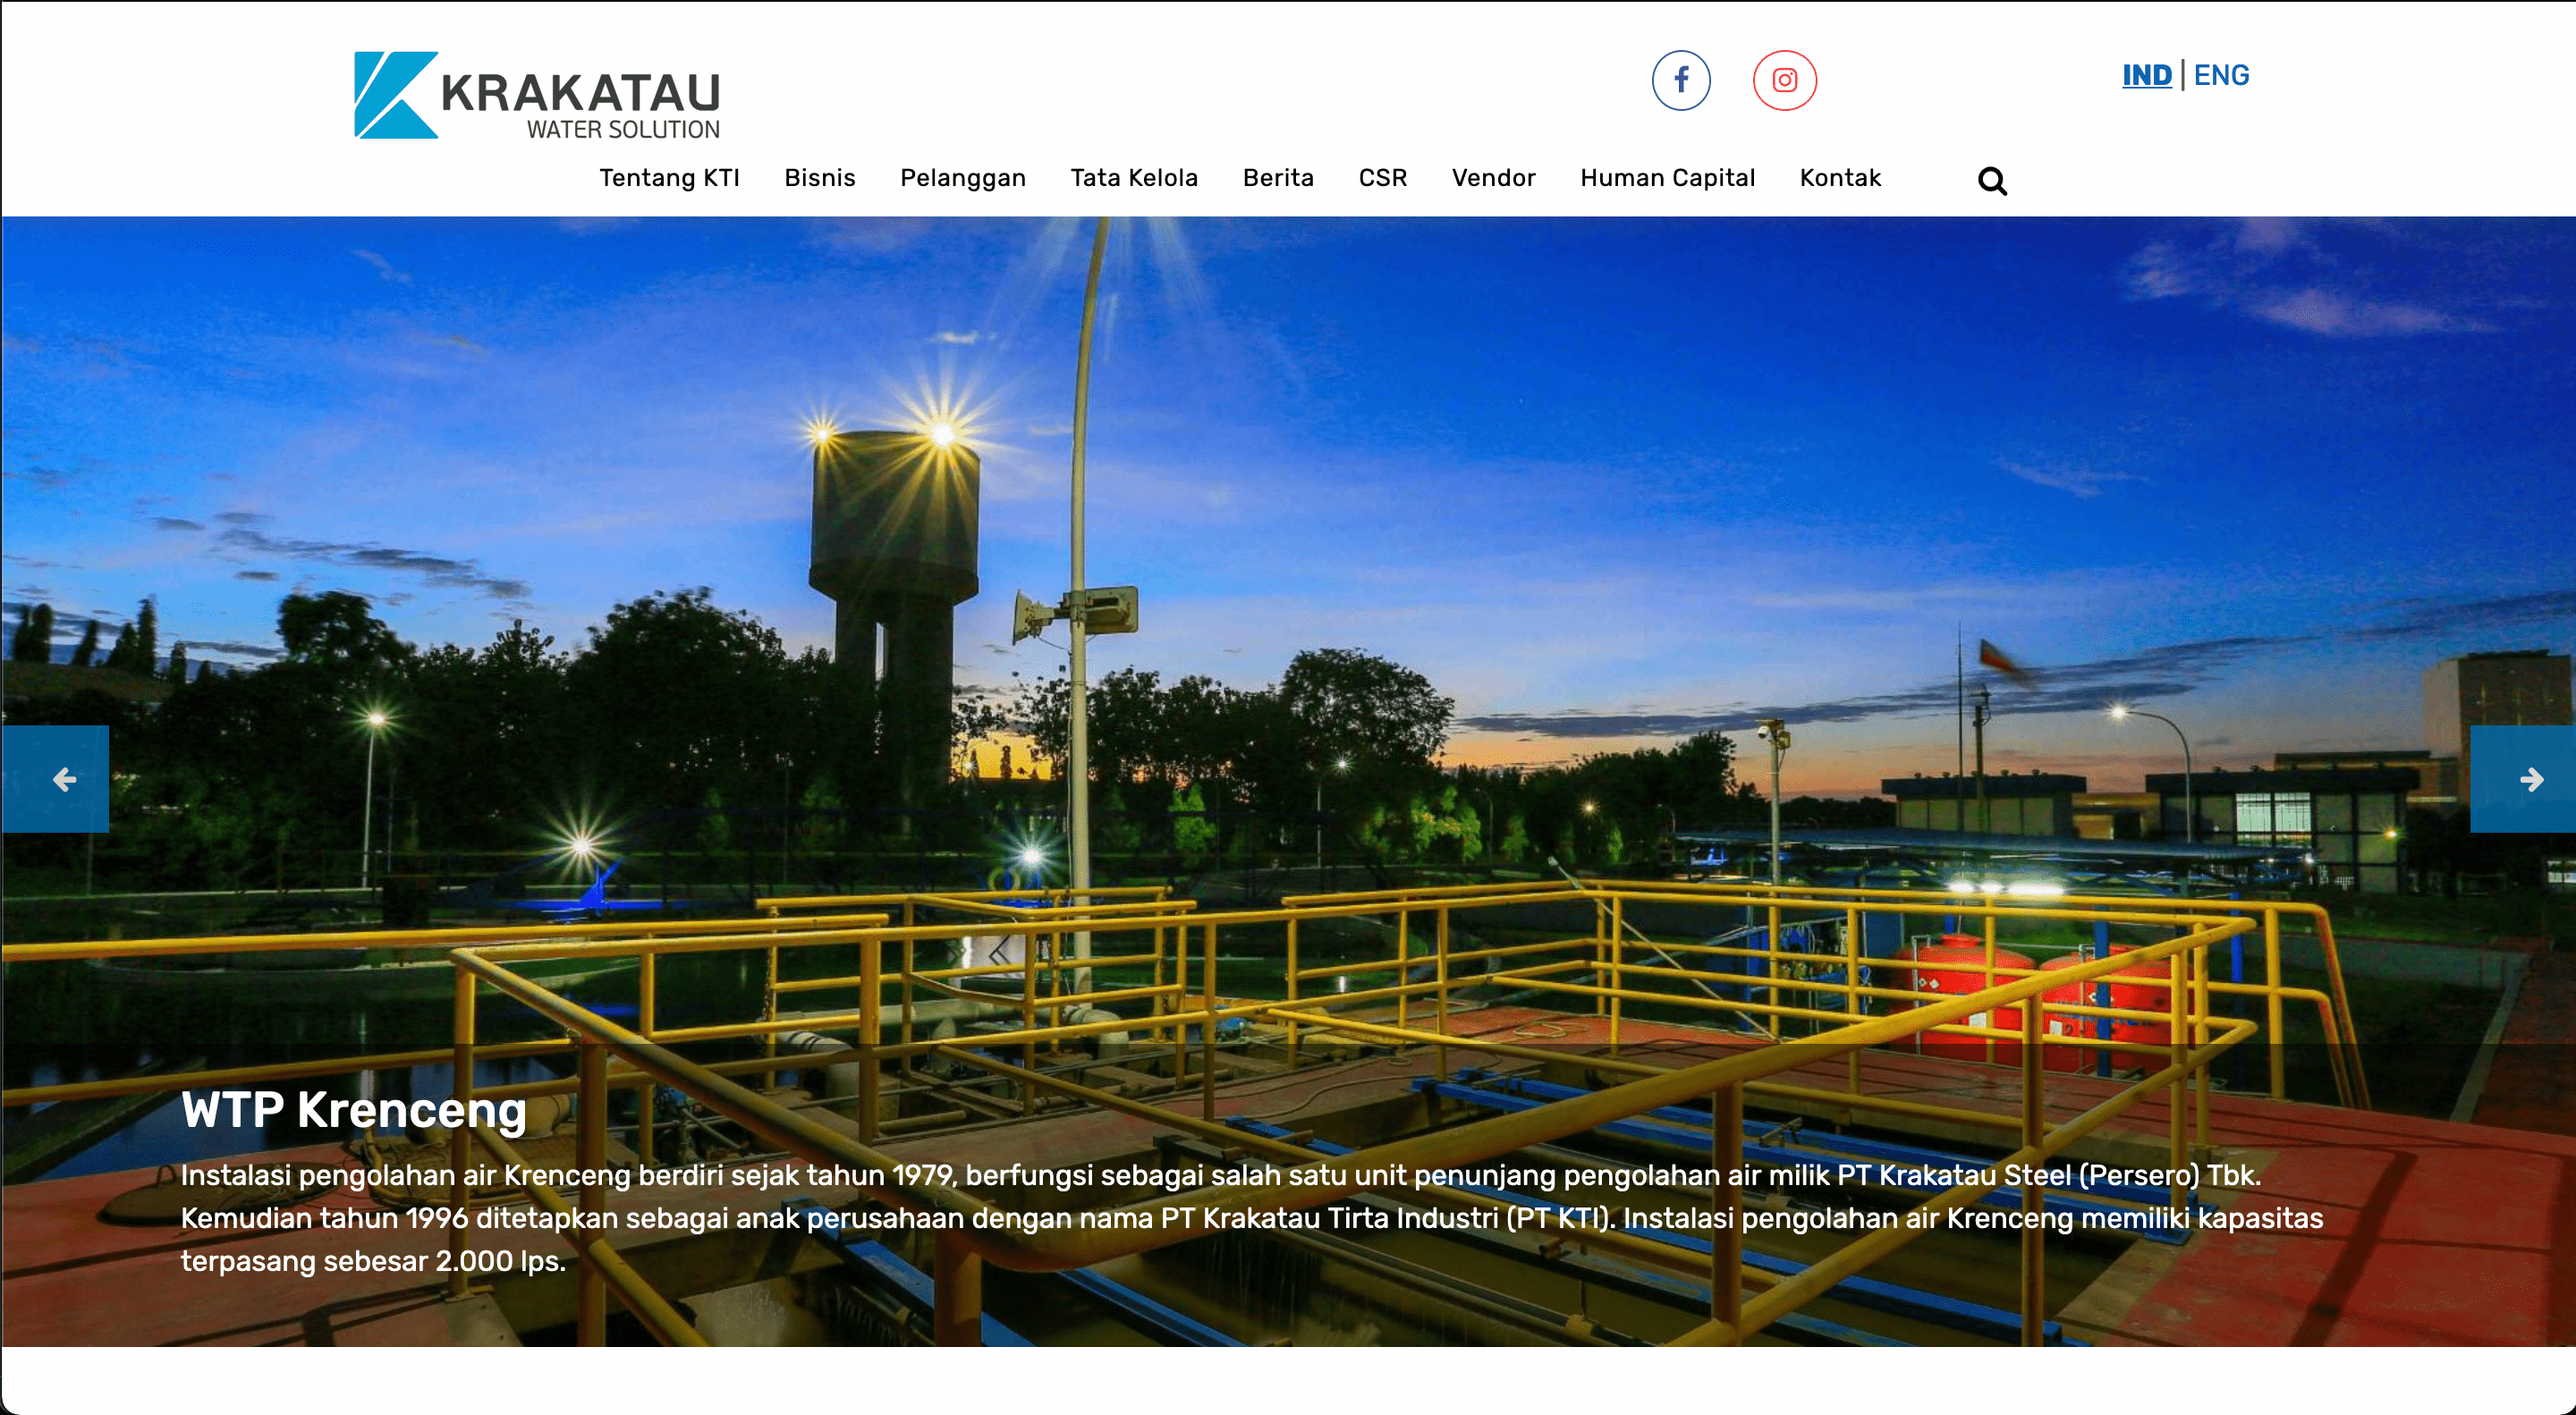 KRAKATAU
WATER SOLUTION
IND | ENG
Tentang KTI Bisnis Pelanggan Tata Kelola Berita CSR Vendor Human Capital Kontak
WTP Krenceng
Instalasi pengolahan air Krenceng berdiri sejak tahun 1979, berfungsi sebagai salah satu unit penunjang pengolahan air milik PT Krakatau Steel (Persero) Tbk.
Kemudian tahun 1996 ditetapkan sebagai anak perusahaan dengan nama PT Krakatau Tirta Industri (PT KTI). Instalasi pengolahan air Krenceng memiliki kapasitas
terpasang sebesar 2.000 lps.